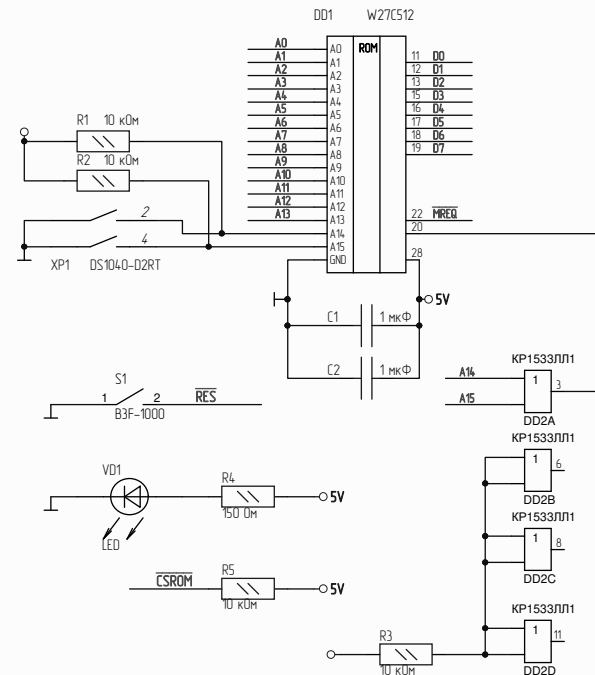 DD1 W27C512
A0 A0 ROM
A1 A1 11 D0
A2 A2 12 D1
A3 A3 13 D2
A4 A4 15 D3
A5 A5 16 D4
A6 A6 17 D5
A7 A7 18 D6
A8 A8 19 D7
A9 A9
A10 A10
A11 A11
A12 A12
A13 A13 22 MREQ
A14 20
A15
GND 28
R1 10 кОм
R2 10 кОм
2
4
XP1 DS1040-D2RT
5V
C1 1 мкФ
C2 1 мкФ
S1
1 2 RES
B3F-1000
КР1533ЛЛ1
A14 1 3
A15
DD2A
КР1533ЛЛ1
1 6
DD2B
КР1533ЛЛ1
1 8
DD2C
КР1533ЛЛ1
1 11
DD2D
VD1
LED
R4
150 Ом
5V
CSROM R5
10 кОм
5V
R3
10 кОм